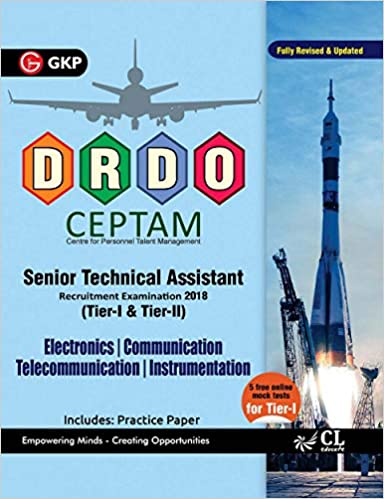 GKP
Fully Revised & Updated
DRDO
CEPTAM
Centre for Personnel Talent Management
Senior Technical Assistant
Recruitment Examination 2018
(Tier-I & Tier-II)
Electronics | Communication
Telecommunication | Instrumentation
5 free online
mock tests
for Tier-I
Includes: Practice Paper
Empowering Minds - Creating Opportunities
CL
educate